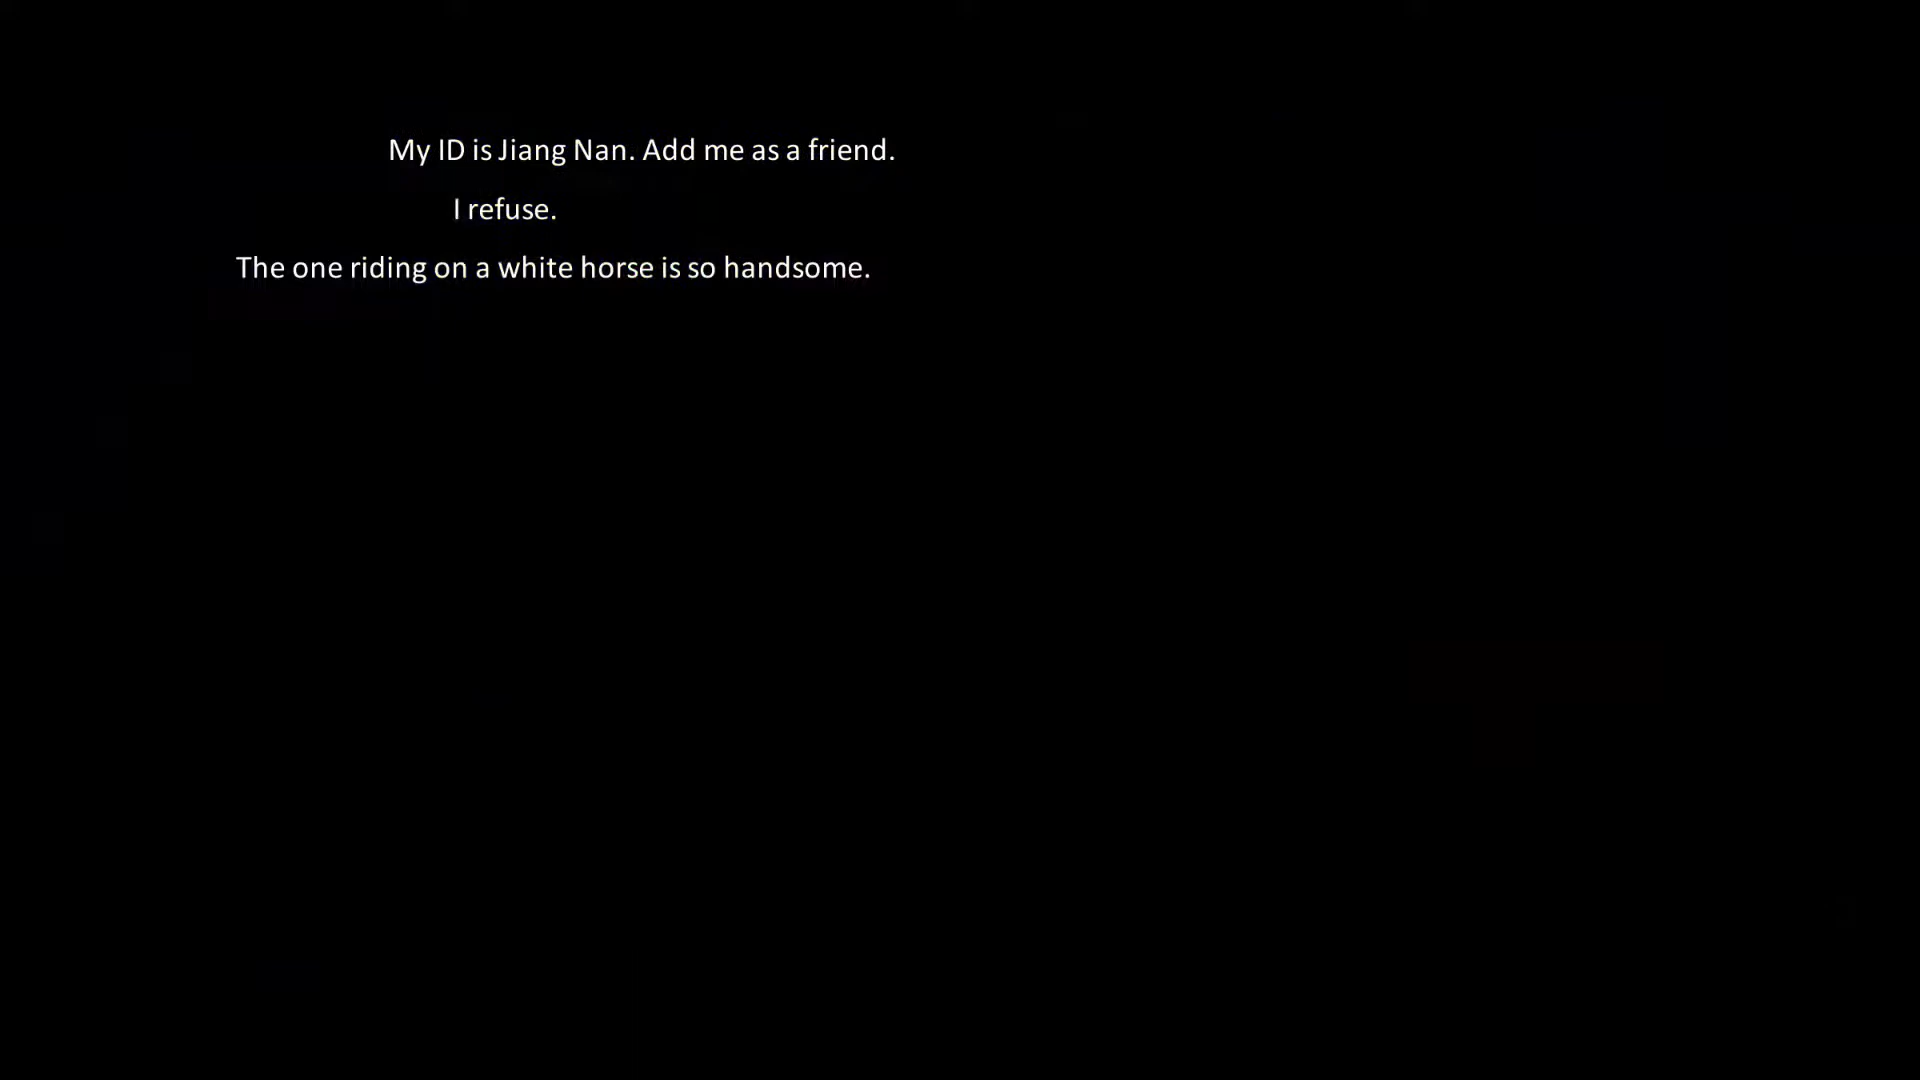 My ID is Jiang Nan. Add me as a friend.
I refuse.
The one riding on a white horse is so handsome.